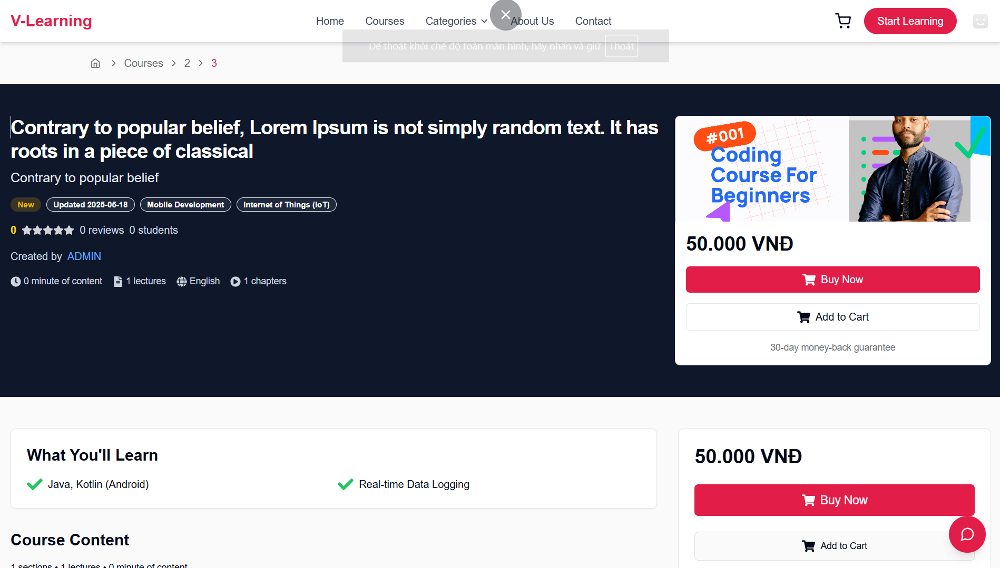 V-Learning
Home
Courses
Categories
About Us
Contact
Start Learning
Để thoát khỏi chế độ toàn màn hình, hãy nhấn và giữ Thoát
Courses
2
3
Contrary to popular belief, Lorem Ipsum is not simply random text. It has
roots in a piece of classical
Contrary to popular belief
New
Updated 2025-05-18
Mobile Development
Internet of Things (IoT)
0
0 reviews
0 students
Created by ADMIN
0 minute of content
1 lectures
English
1 chapters
#001
Coding
Course For
Beginners
50.000 VNĐ
Buy Now
Add to Cart
30-day money-back guarantee
What You'll Learn
Java, Kotlin (Android)
Real-time Data Logging
Course Content
1 sections • 1 lectures • 0 minute of content
50.000 VNĐ
Buy Now
Add to Cart